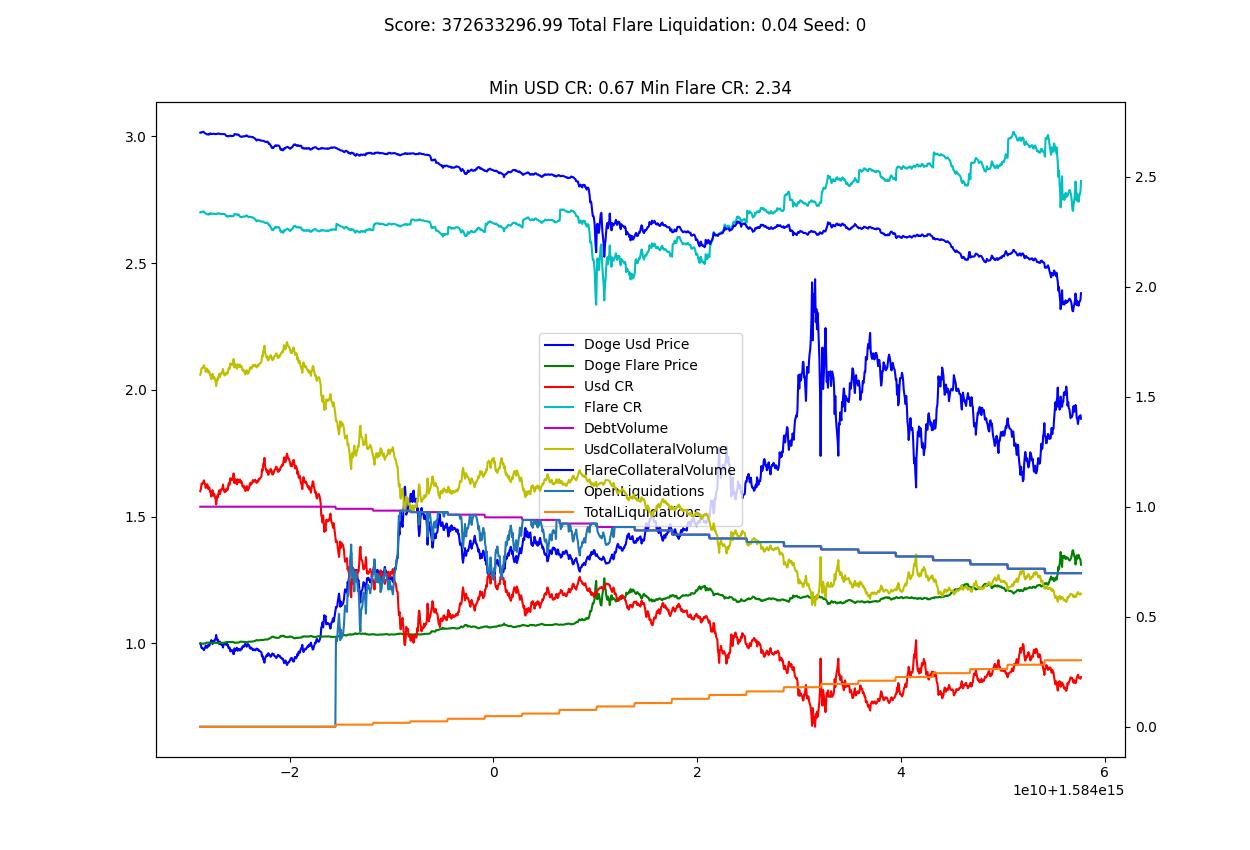 Score: 372633296.99 Total Flare Liquidation: 0.04 Seed: 0
Min USD CR: 0.67 Min Flare CR: 2.34
3.0
2.5
2.0
1.5
1.0
Doge Usd Price
Doge Flare Price
Usd CR
Flare CR
DebtVolume
UsdCollateralVolume
FlareCollateralVolume
OpenLiquidations
TotalLiquidations
2.5
2.0
1.5
1.0
0.5
0.0
−2
0
2
4
6
1e10+1.584e15